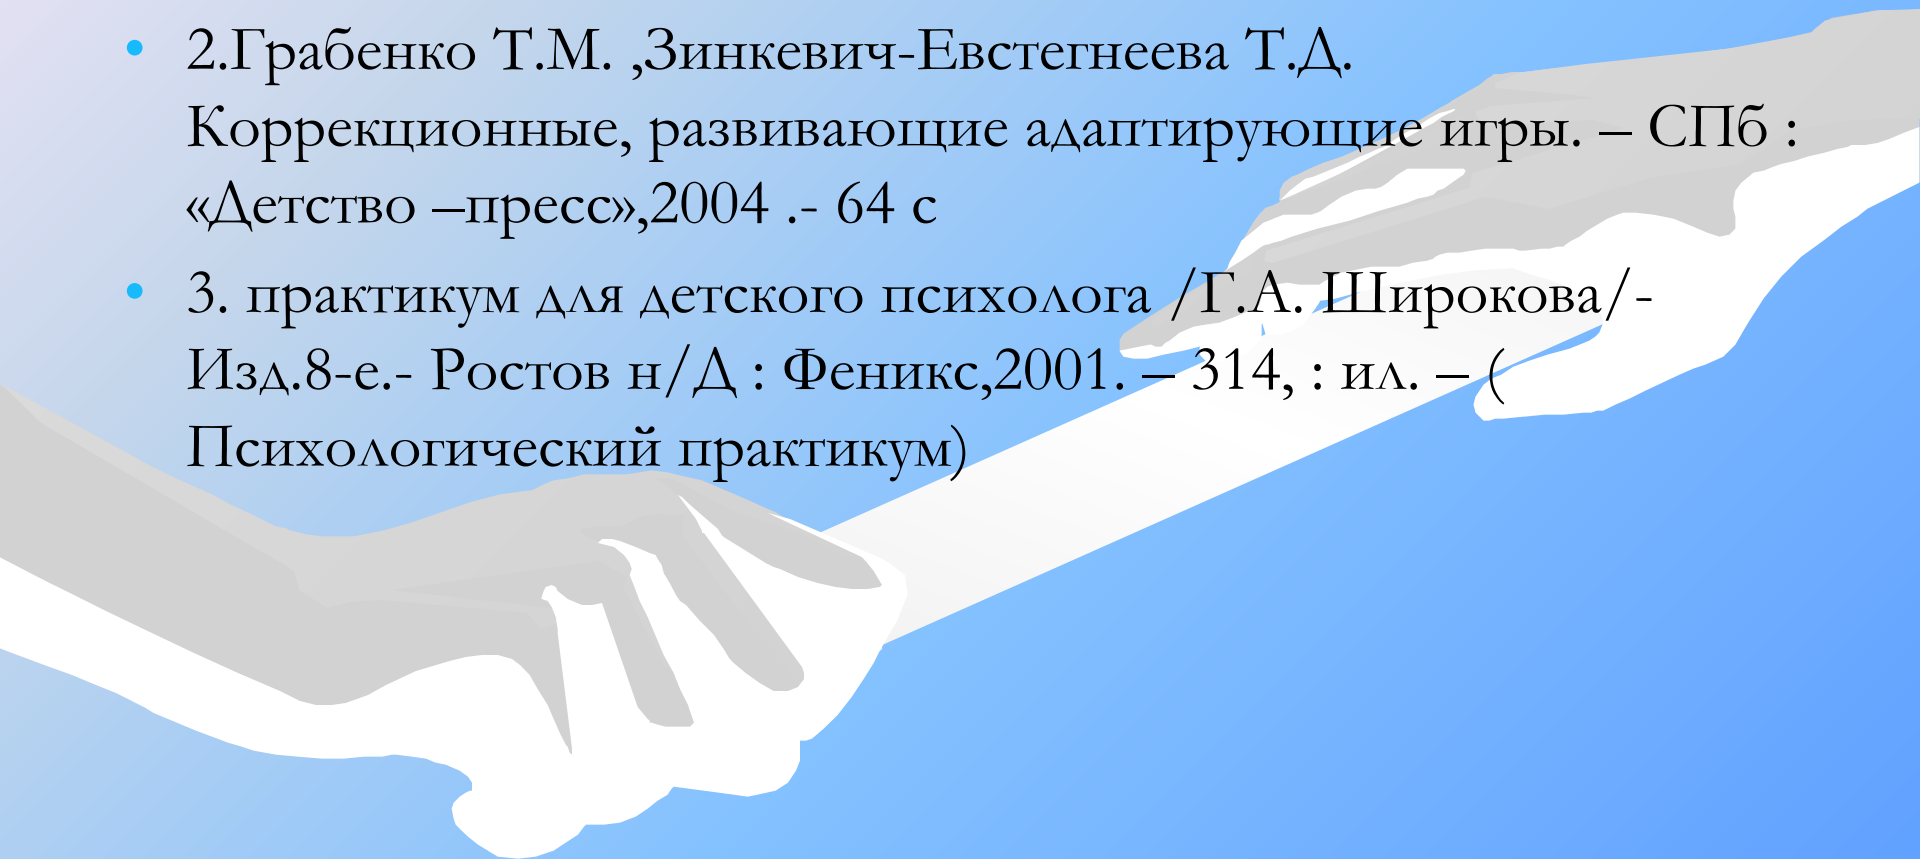 • 2.Грабенко Т.М. ,Зинкевич-Евстегнеева Т.Д.
Коррекционные, развивающие адаптирующие игры. – СПб :
«Детство –пресс»,2004 .- 64 с
• 3. практикум для детского психолога /Г.А. Широкова/-
Изд.8-е.- Ростов н/Д : Феникс,2001. – 314, : ил. – (
Психологический практикум)